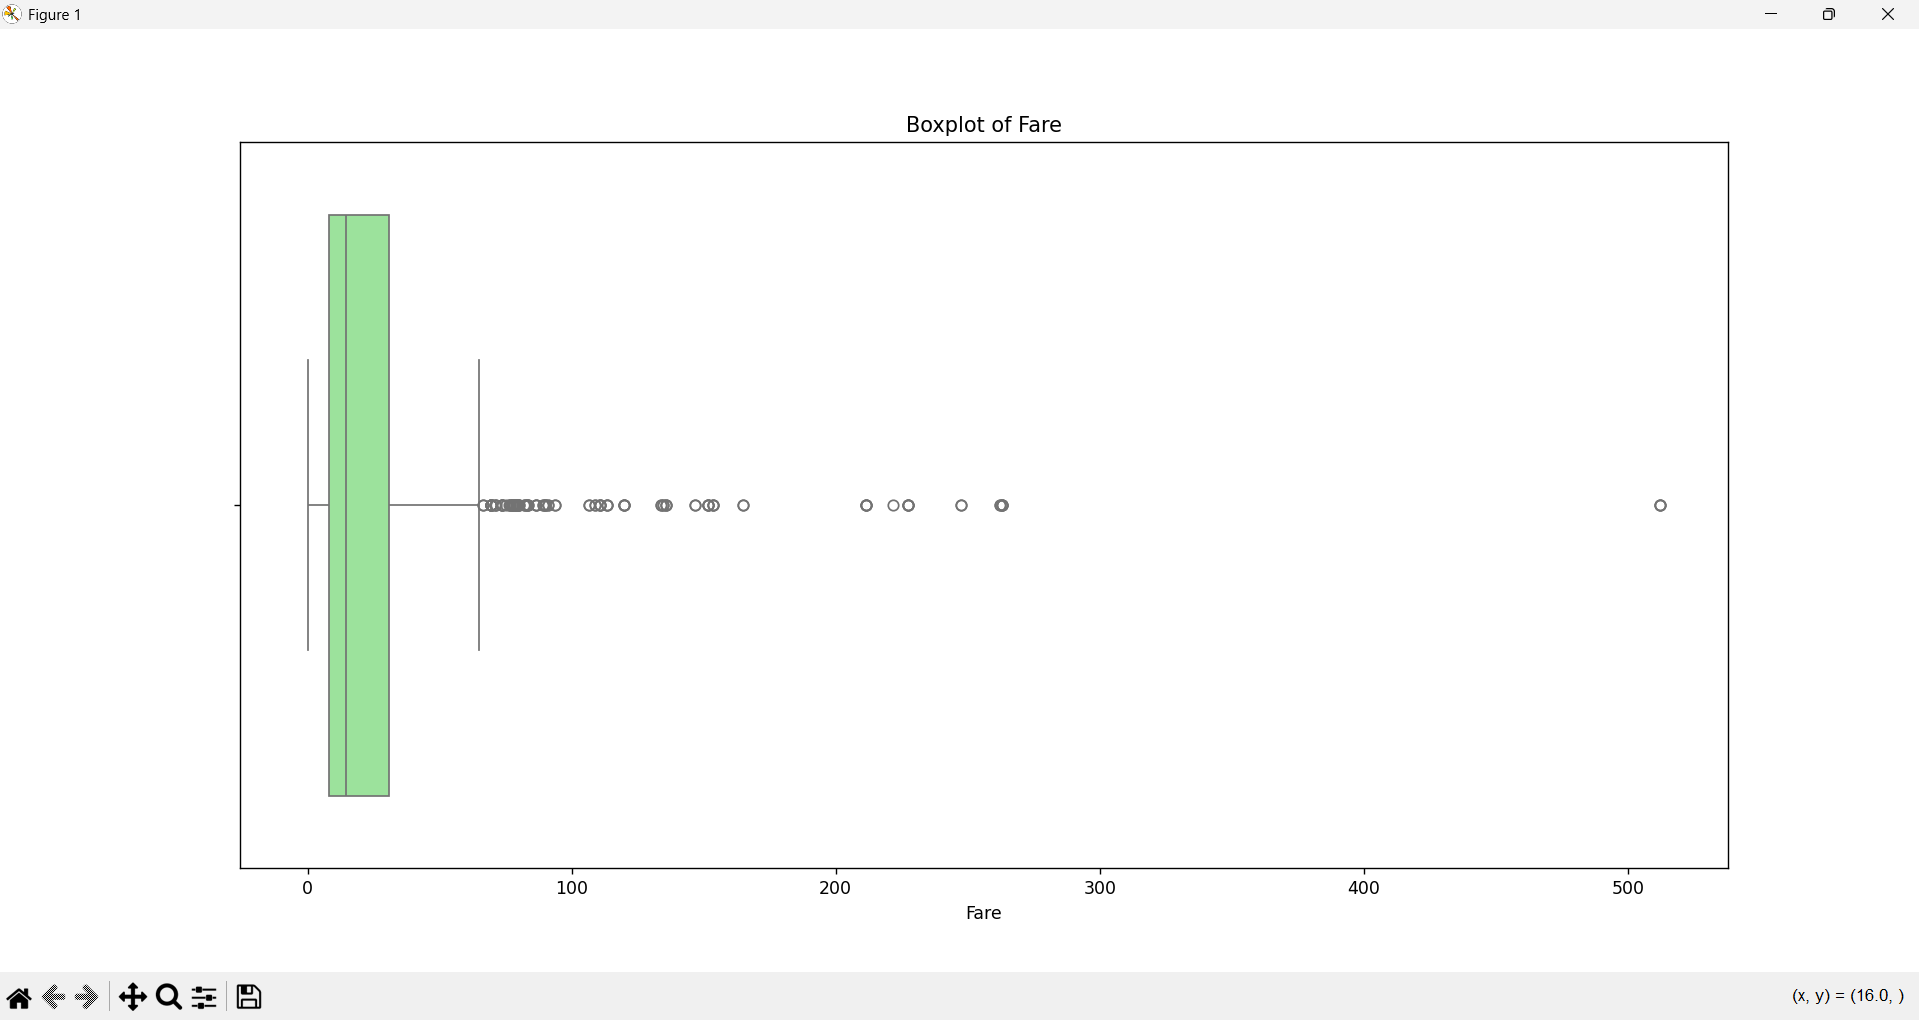 Figure 1
Boxplot of Fare
0 100 200 300 400 500
Fare
(x, y) = (16.0, )